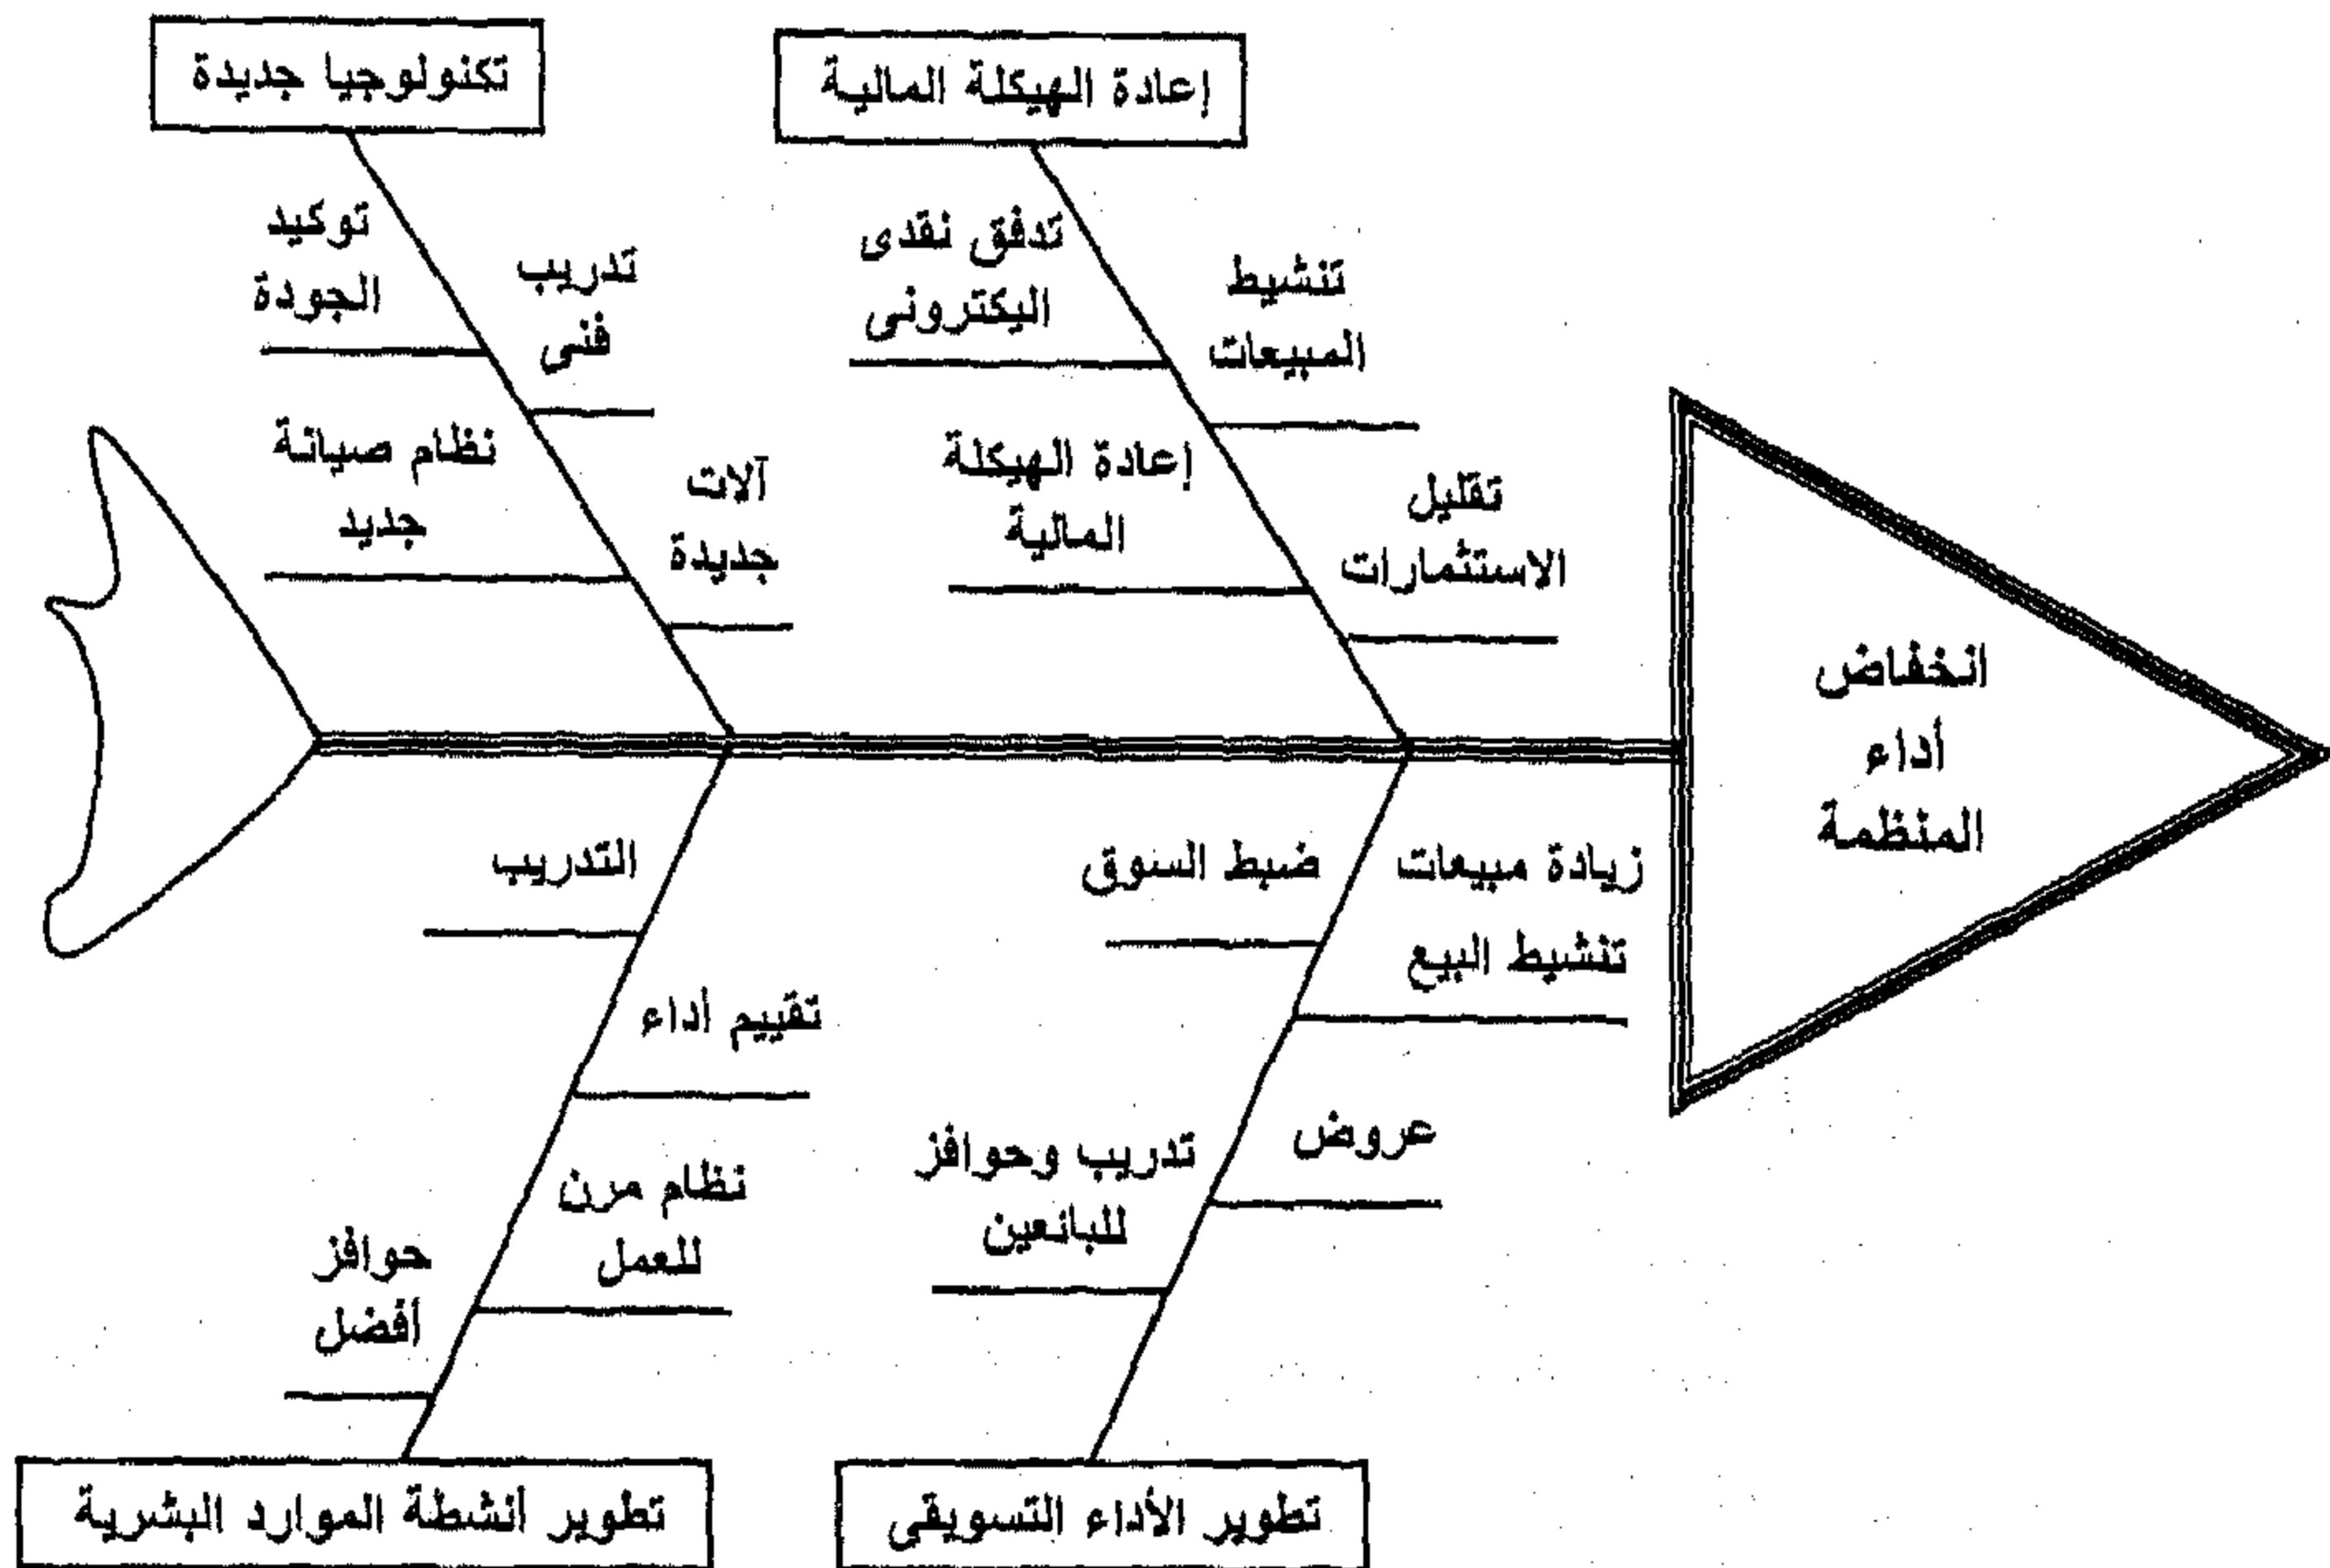 إعادة الهيكلة المالية
تكنولوجيا جديدة
تنشيط
المبيعات
تدفق نقدى
اليكترونى
تقليل
الاستثمارات
إعادة الهيكلة
المالية
تدريب
فنى
توكيد
الجودة
آلات
جديدة
نظام صيانة
جديد
انخفاض
أداء
المنظمة
زيادة مبيعات
تنشيط البيع
ضبط السوق
عروض
تدريب وحوافز
للبائعين
التدريب
تقييم أداء
نظام مرن
للعمل
حوافز
أفضل
تطوير الأداء التسويقى
تطوير أنشطة الموارد البشرية